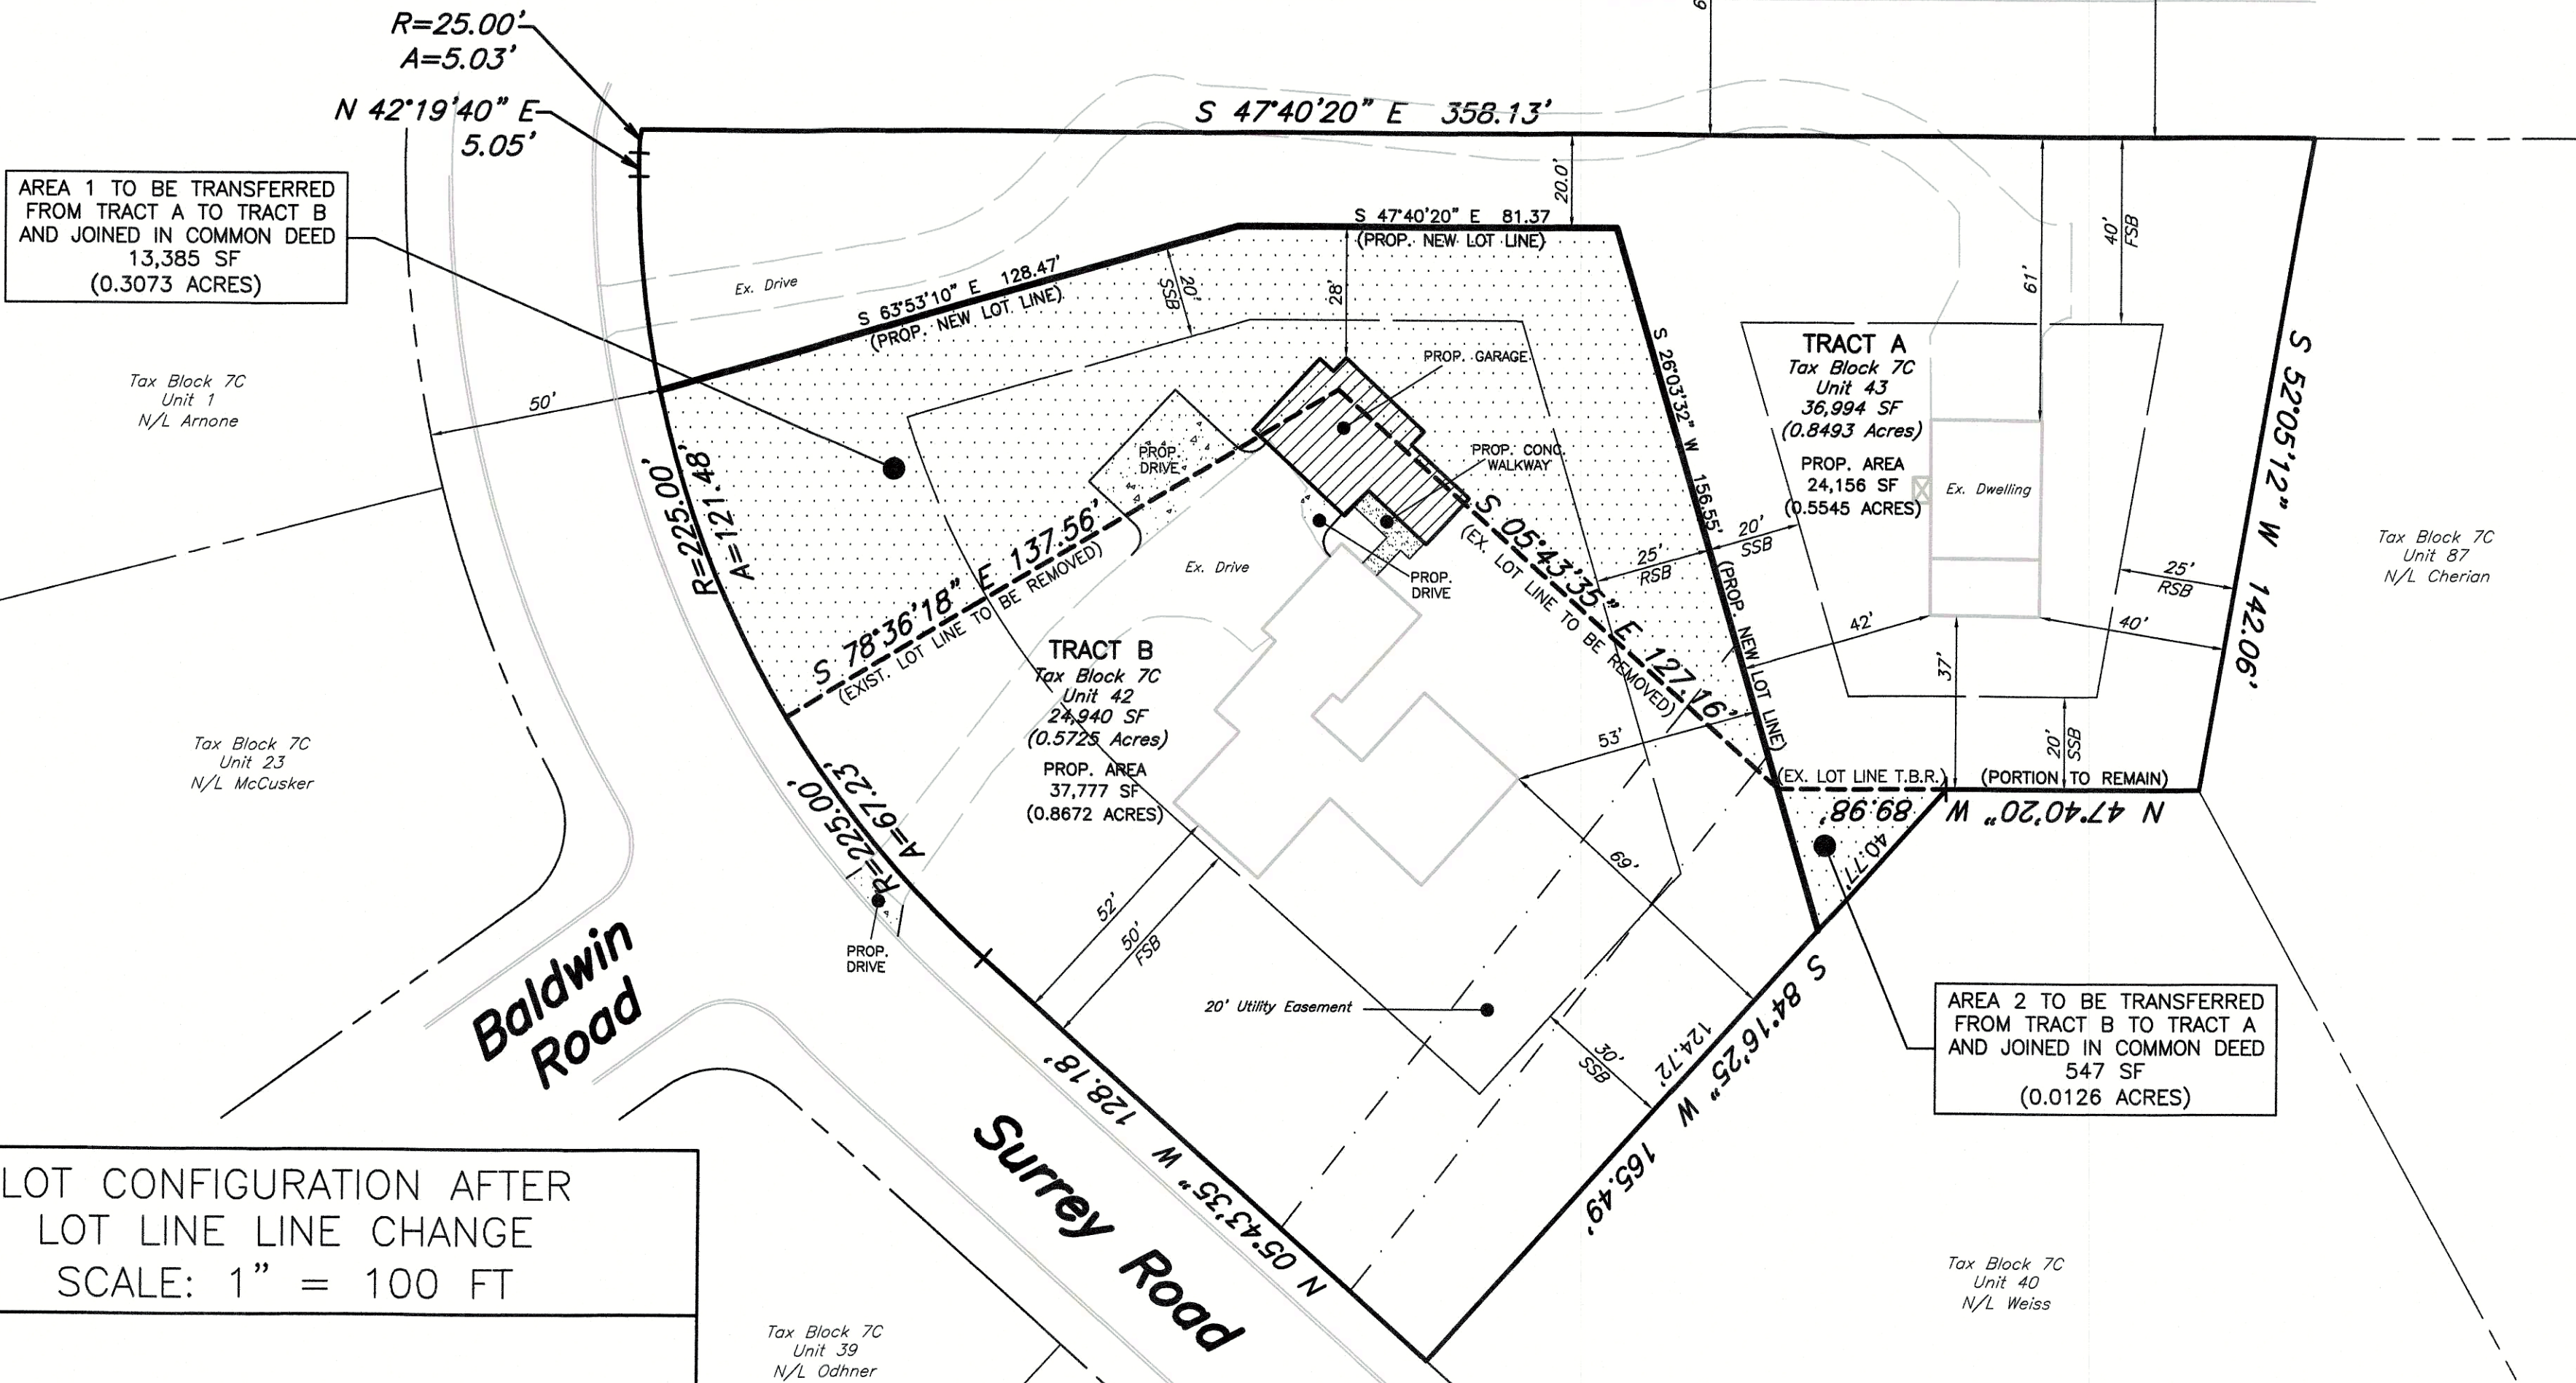 R=25.00'
A=5.03'
N 42°19'40" E
5.05'
S 47°40'20" E 358.13'
AREA 1 TO BE TRANSFERRED
FROM TRACT A TO TRACT B
AND JOINED IN COMMON DEED
13,385 SF
(0.3073 ACRES)
20.0'
S 47°40'20" E 81.37
(PROP. NEW LOT LINE)
40'
FSB
61'
Ex. Drive
S 63°53'10" E 128.47'
(PROP. NEW LOT LINE)
20'
SSB
28'
S 26°03'32" W 156.55'
(PROP. NEW LOT LINE)
TRACT A
Tax Block 7C
Unit 43
36,994 SF
(0.8493 Acres)
PROP. AREA
24,156 SF
(0.5545 ACRES)
Ex. Dwelling
S 52°05'12" W 142.06'
Tax Block 7C
Unit 1
N/L Arnone
50'
PROP. GARAGE
PROP. CONC.
WALKWAY
PROP.
DRIVE
R=225.00'
A=121.48'
S 78°36'18" E 137.56'
(EXIST. LOT LINE TO BE REMOVED)
Ex. Drive
PROP.
DRIVE
S 05°43'35" E 127.16'
(EX. LOT LINE TO BE REMOVED)
25'
RSB
20'
SSB
42'
37'
25'
RSB
40'
Tax Block 7C
Unit 87
N/L Cherian
TRACT B
Tax Block 7C
Unit 42
24,940 SF
(0.5725 Acres)
PROP. AREA
37,777 SF
(0.8672 ACRES)
53'
20'
SSB
(EX. LOT LINE T.B.R.)
(PORTION TO REMAIN)
N 47°40'20" W 89.98'
40.77'
Tax Block 7C
Unit 23
N/L McCusker
R=225.00'
A=67.23'
PROP.
DRIVE
52'
50'
FSB
69'
20' Utility Easement
30'
SSB
124.72'
S 84°16'25" W 165.49'
AREA 2 TO BE TRANSFERRED
FROM TRACT B TO TRACT A
AND JOINED IN COMMON DEED
547 SF
(0.0126 ACRES)
Baldwin
Road
N 05°43'35" W 128.18'
Surrey Road
LOT CONFIGURATION AFTER
LOT LINE LINE CHANGE
SCALE: 1" = 100 FT
Tax Block 7C
Unit 39
N/L Odhner
Tax Block 7C
Unit 40
N/L Weiss